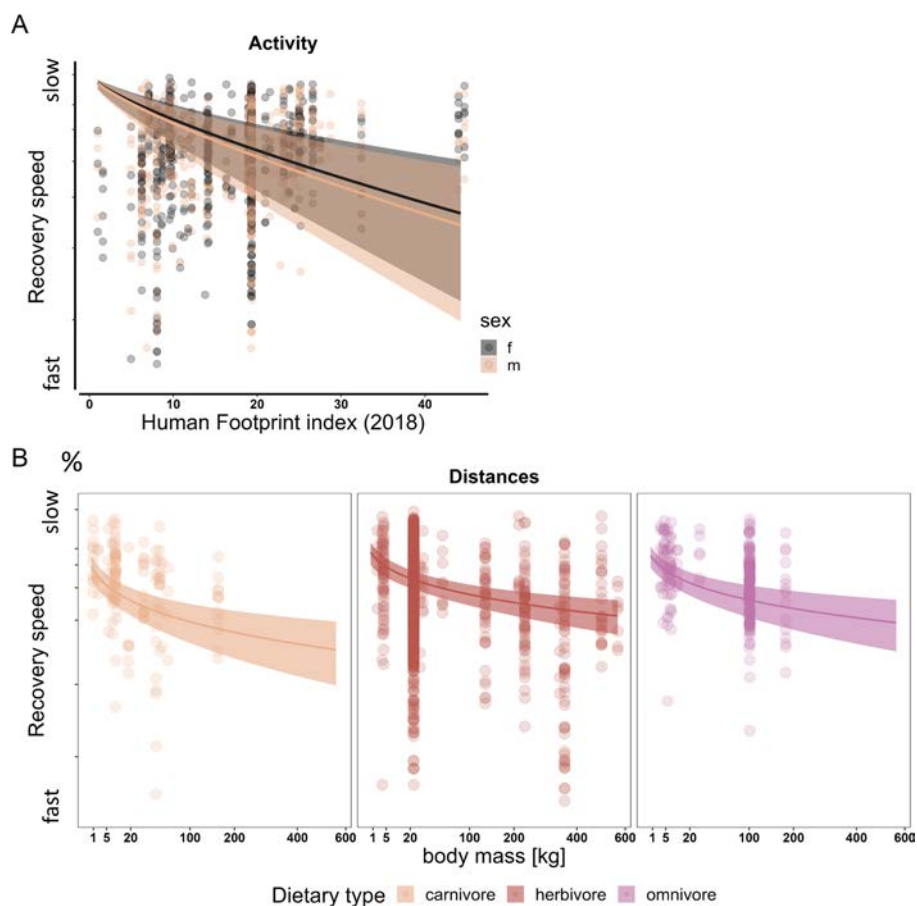 A
Activity
slow
Recovery speed
fast
sex
f
m
0 10 20 30 40
Human Footprint index (2018)
B %
Distances
slow
Recovery speed
fast
1 5 20 100 200 400 600 1 5 20 100 200 400 600 1 5 20 100 200 400 600
body mass [kg]
Dietary type carnivore herbivore omnivore